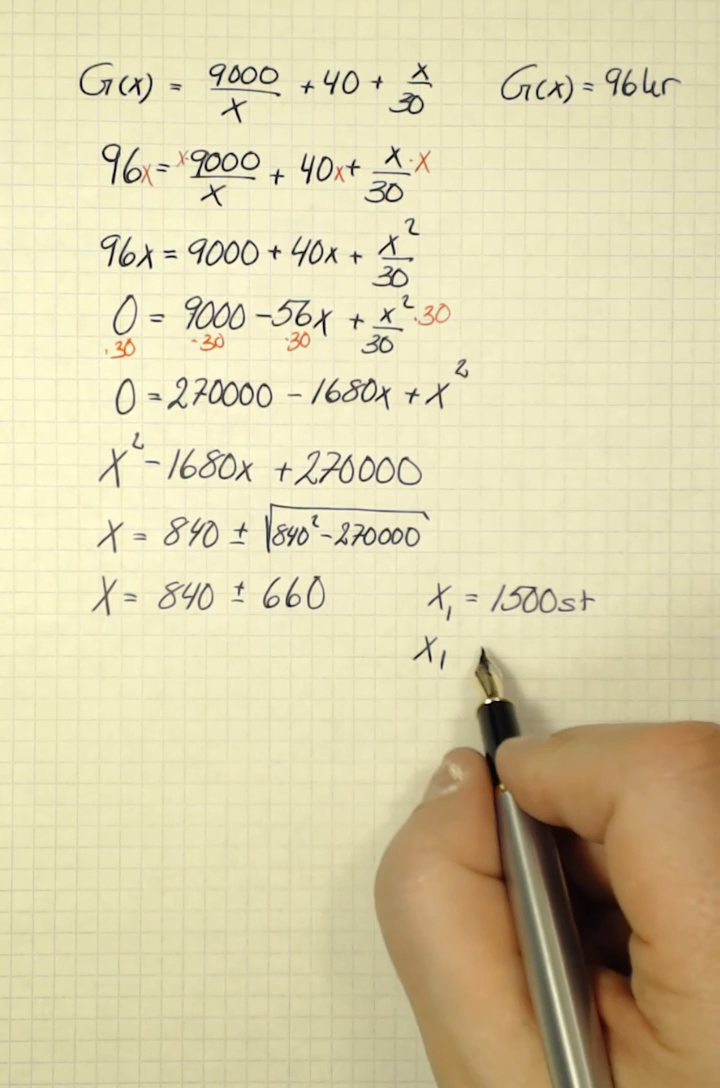 G(x) = 9000/x + 40 + x/30 G(x) = 96kr
96x = x·9000/x + 40x + x·x/30
96x = 9000 + 40x + x²/30
0 = 9000 - 56x + x²/30 ·30
·30 ·30 ·30
0 = 270000 - 1680x + x²
x² - 1680x + 270000
x = 840 ± √840² - 270000
x = 840 ± 660 x₁ = 1500st
x₁